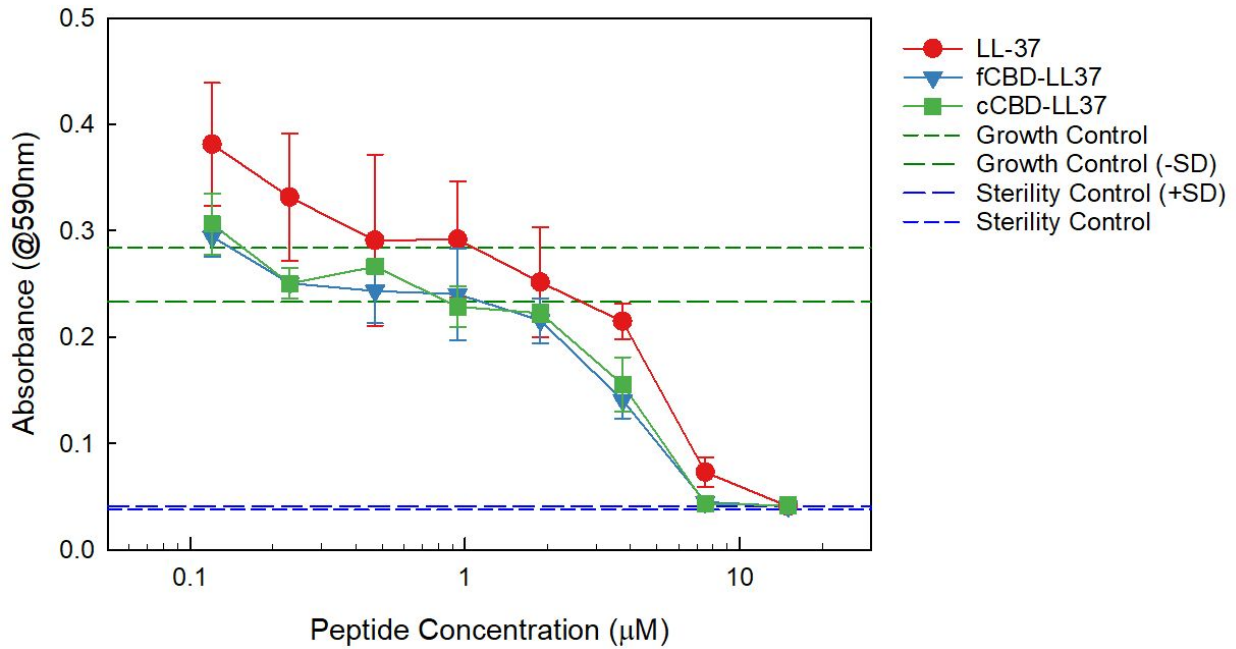 0.5
0.4
0.3
0.2
0.1
0.0
Absorbance (@590nm)
0.1 1 10
Peptide Concentration (μM)
LL-37
fCBD-LL37
cCBD-LL37
Growth Control
Growth Control (-SD)
Sterility Control (+SD)
Sterility Control